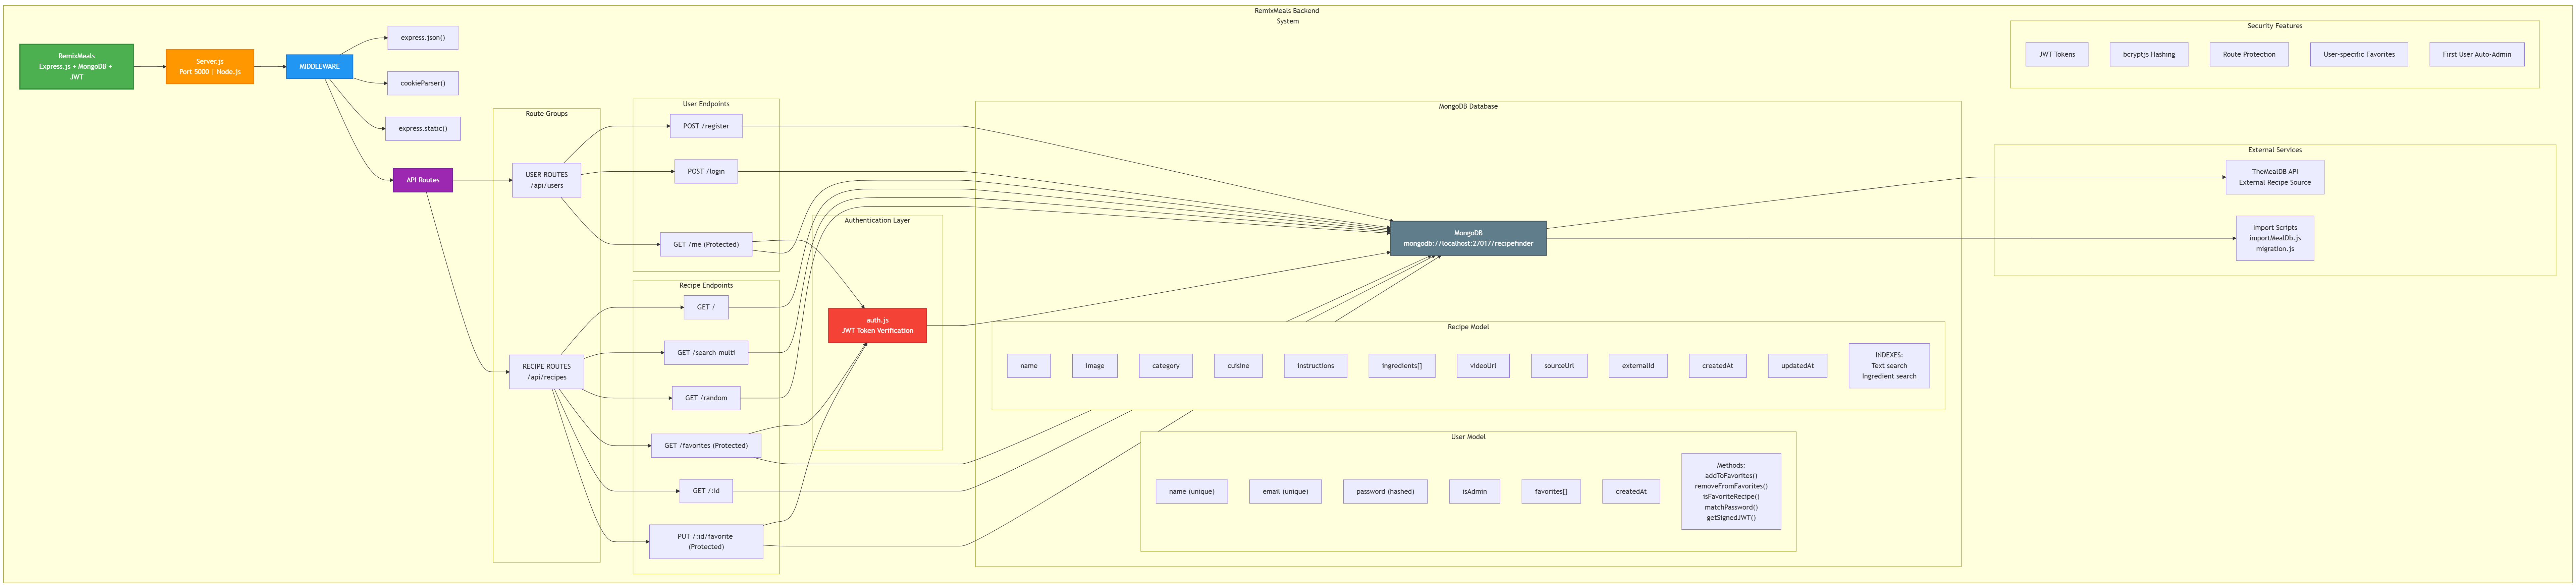 RemixMeals Backend
System
RemixMeals
Express.js + MongoDB +
JWT
Server.js
Port 5000 | Node.js
MIDDLEWARE
express.json()
cookieParser()
express.static()
API Routes
Route Groups
USER ROUTES
/api/users
RECIPE ROUTES
/api/recipes
User Endpoints
POST /register
POST /login
GET /me (Protected)
Recipe Endpoints
GET /
GET /search-multi
GET /random
GET /favorites (Protected)
GET /:id
PUT /:id/favorite
(Protected)
Authentication Layer
auth.js
JWT Token Verification
MongoDB Database
MongoDB
mongodb://localhost:27017/recipefinder
Recipe Model
name
image
category
cuisine
instructions
ingredients[]
videoUrl
sourceUrl
externalId
createdAt
updatedAt
INDEXES:
Text search
Ingredient search
User Model
name (unique)
email (unique)
password (hashed)
isAdmin
favorites[]
createdAt
Methods:
addToFavorites()
removeFromFavorites()
isFavoriteRecipe()
matchPassword()
getSignedJWT()
Security Features
JWT Tokens
bcryptjs Hashing
Route Protection
User-specific Favorites
First User Auto-Admin
External Services
TheMealDB API
External Recipe Source
Import Scripts
importMealDb.js
migration.js